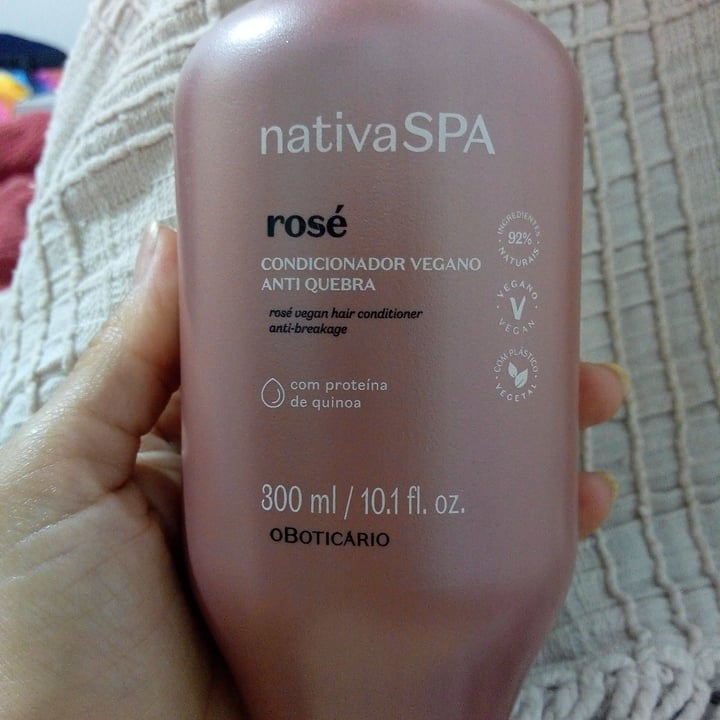 nativaSPA
rosé
CONDICIONADOR VEGANO
ANTI QUEBRA
rosé vegan hair conditioner
anti-breakage
com proteína
de quinoa
300 ml / 10.1 fl. oz.
oBOTICÁRIO
INGREDIENTES
92%
NATURAIS
VEGANO
V
VEGAN
COM PLÁSTICO
VEGETAL